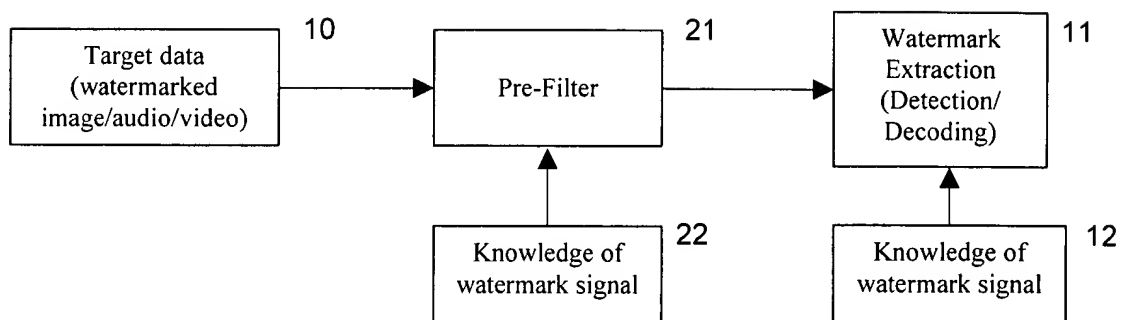 10
Target data
(watermarked
image/audio/video)
21
Pre-Filter
11
Watermark
Extraction
(Detection/
Decoding)
22
Knowledge of
watermark signal
12
Knowledge of
watermark signal